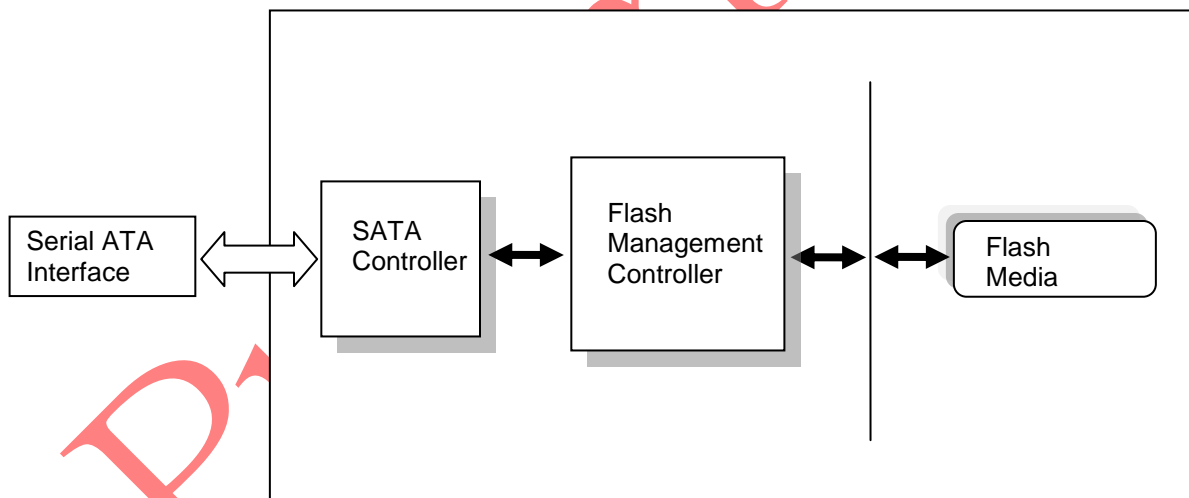 Serial ATA
Interface
SATA
Controller
Flash
Management
Controller
Flash
Media